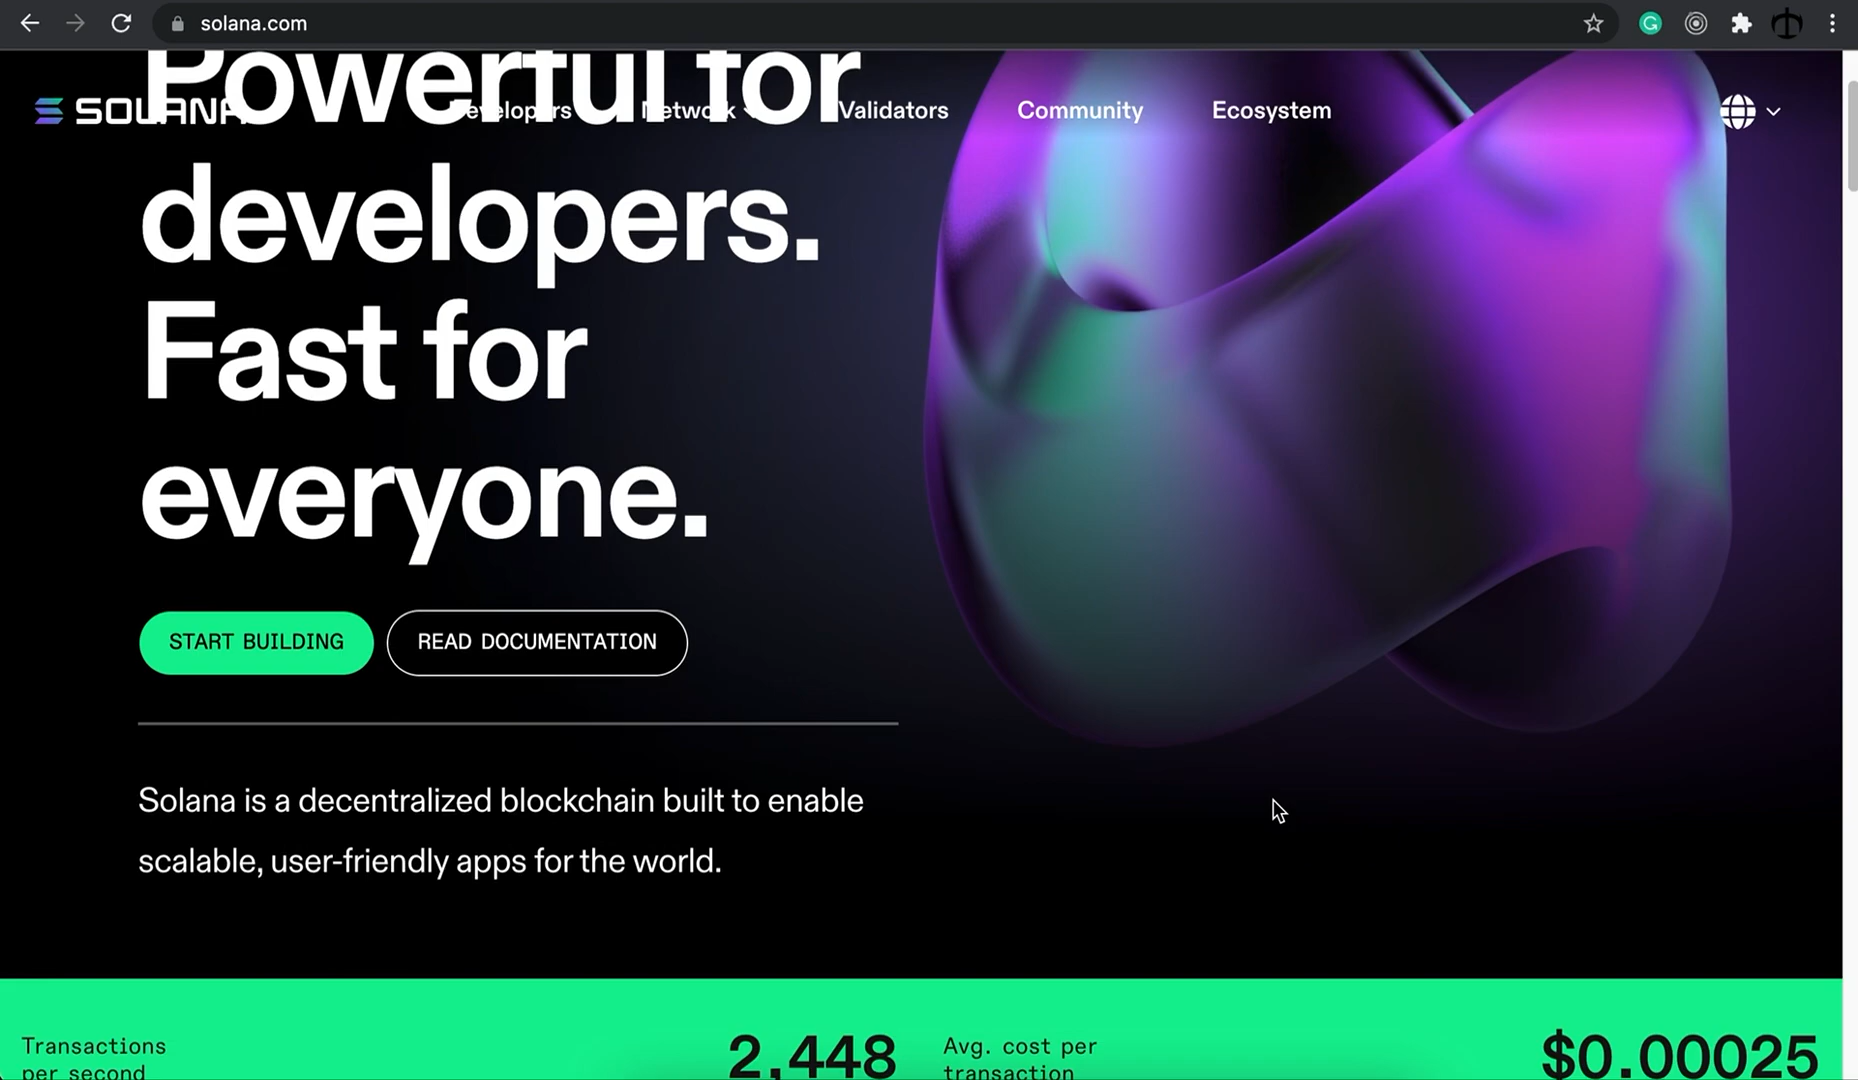 solana.com
Powerful for
SOLANA Developers Network Validators Community Ecosystem
developers.
Fast for
everyone.
START BUILDING READ DOCUMENTATION
Solana is a decentralized blockchain built to enable
scalable, user-friendly apps for the world.
Transactions
per second
2,448
Avg. cost per
transaction
$0.00025